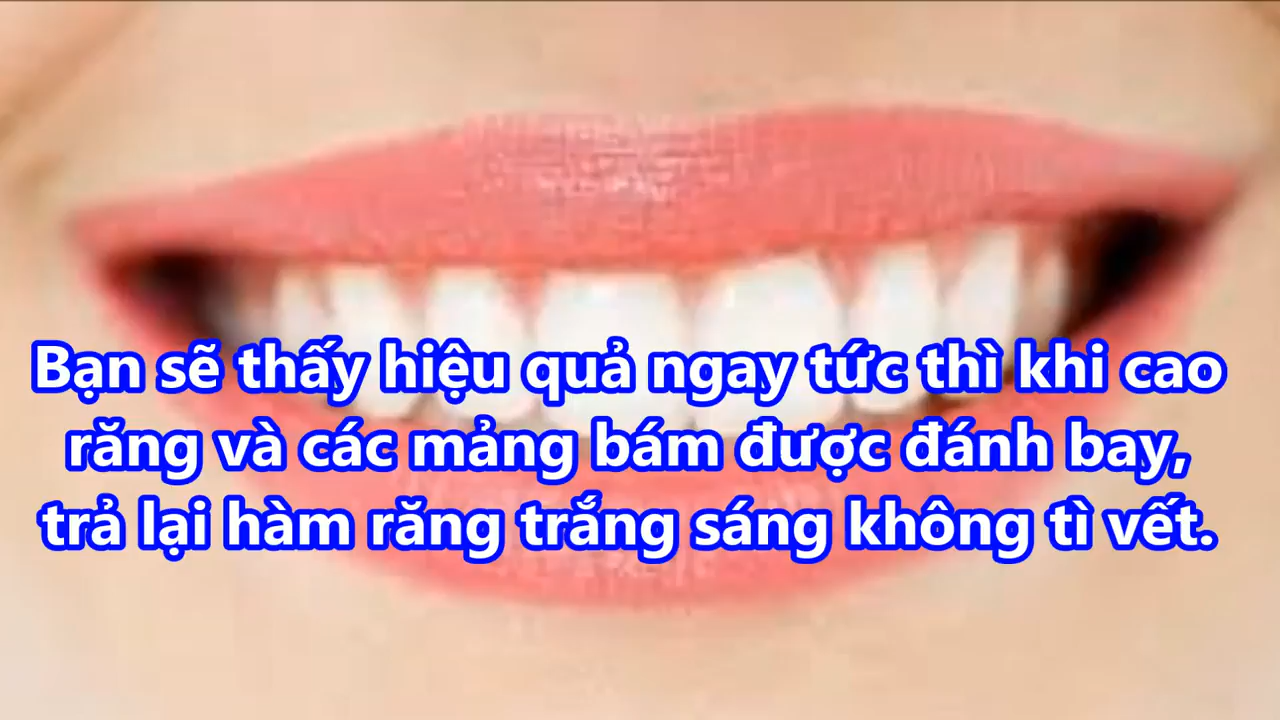 Bạn sẽ thấy hiệu quả ngay tức thì khi cao
răng và các mảng bám được đánh bay,
trả lại hàm răng trắng sáng không tì vết.